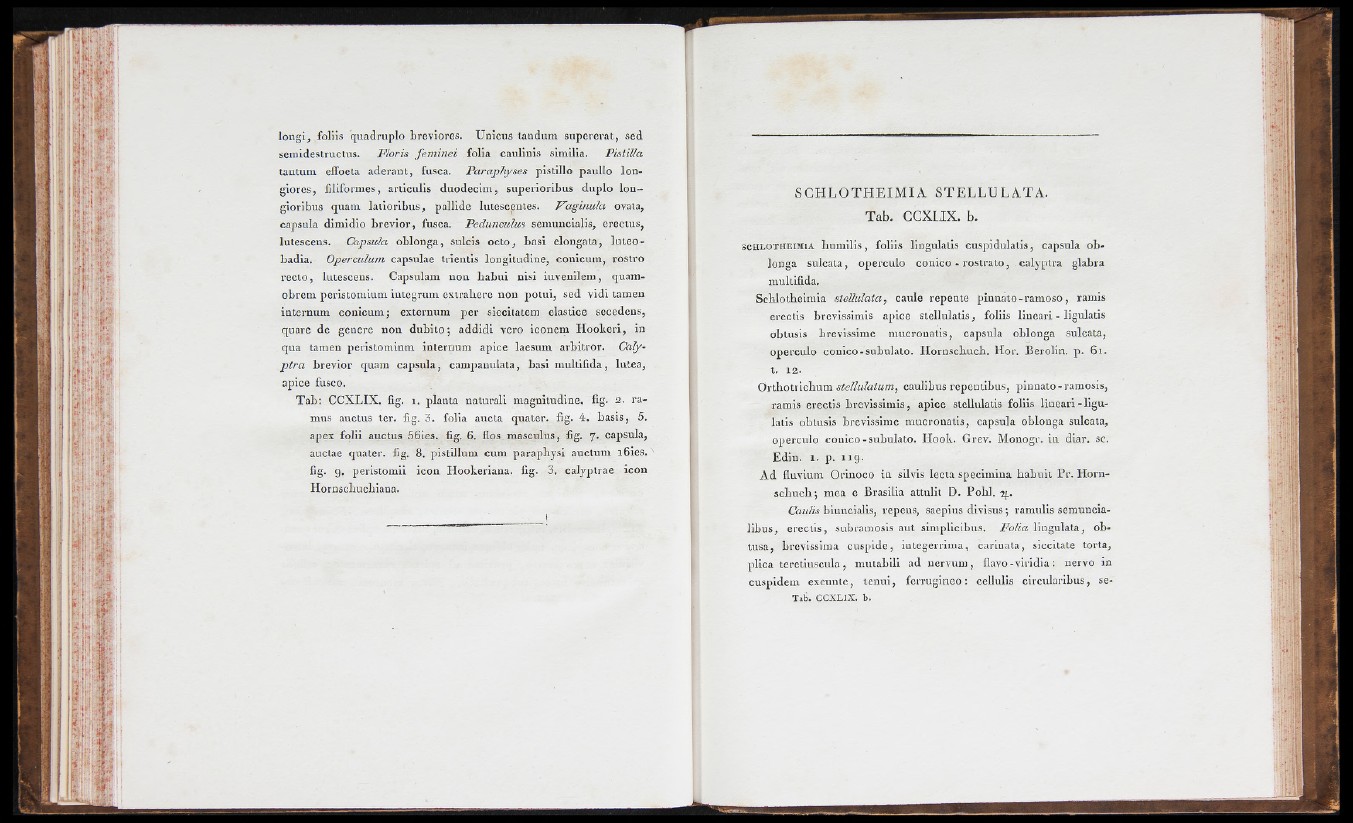 longi, foliis quadruplo breviores. Unicus tandum supererat, sed
semidestructus. Floris feminei folia caulinis similia. Pistilla
tantum effoeta aderant, fusca. Paraphyses pistillo paullo lon-
giores, filiformes, articulis duodecim, superioribus duplo lon-
gioribus quam latioribus, pallide lutescentes. Vaginula ovata,
capsula dimidio brevior, fusca. Pedunculus semuncialis, erectus,
lutescens. Capsula oblonga, sulcis octo, basi elongata, luteo-
badia. Operculum capsulae trientis longitudine, conicum, rostro
recto, lutescens. Capsulam non habui nisi iuvenilem, quam-
obrem peristomium integrum extrahere non potui, sed vidi tamen
internum conicum; externum per siccitatem elastice secedens,
quare de genere non dubito; addidi vero iconem Hookeri, in
qua tamen peristomium internum apice laesum arbitror. Caly-
ptra brevior quam capsula, campanulata, basi multifida, lutea,
apice fusco.
Tab: CCXLIX. fig. 1. planta naturali magnitudine. fig. 2. ra-
mus auctus ter. fig. 3. folia aucta quater. fig. 4. basis, 5.
apex folii auctus 56ies. fig. 6. flos masculus, fig. 7. capsula,
auctae quater. fig. 8. pistillum cum paraphysi auctum 16ies.
fig. 9. peristomii icon Hookeriana. fig. 3. calyptrae icon
Hornschuchiana.
SCHLOTHEIMIA STELLULATA.
Tab. CCXLIX. b.
SCHLOTHEIMIA humilis, foliis lingulatis cuspidulatis, capsula ob-
longa sulcata, operculo conico-rostrato, calyptra glabra
multifida.
Schlotheimia stellulata, caule repente pinnato-ramoso, ramis
erectis brevissimis apice stellulatis, foliis lineari-ligulatis
obtusis brevissime mucronatis, capsula oblonga sulcata,
operculo conico-subulato. Hornschuch. Hor. Berolin. p. 61.
t. 12.
Orthotrichum stellulatum, caulibus repentibus, pinnato-ramosis,
ramis erectis brevissimis, apice stellulatis foliis lineari-ligu-
latis obtusis brevissime mucronatis, capsula oblonga sulcata,
operculo conico-subulato. Hook. Grev. Monogr. in diar. sc.
Edin. 1. p. 119.
Ad fluvium Orinoco in silvis lecta specimina habuit Pr. Horn-
schuch; mea e Brasilia attulit D. Pohl. ♃.
Caulis biuncialis, repens, saepius divisus; ramulis semuncia-
libus, erectis, subramosis aut simplicibus. Folia lingulata, ob-
tusa, brevissima cuspide, integerrima, carinata, siccitate torta,
plica teretiuscula, mutabili ad nervum, flavo-viridia: nervo in
cuspidem exeunte, tenui, ferrugineo: cellulis circularibus, se-
Tab. CCXLIX. b.